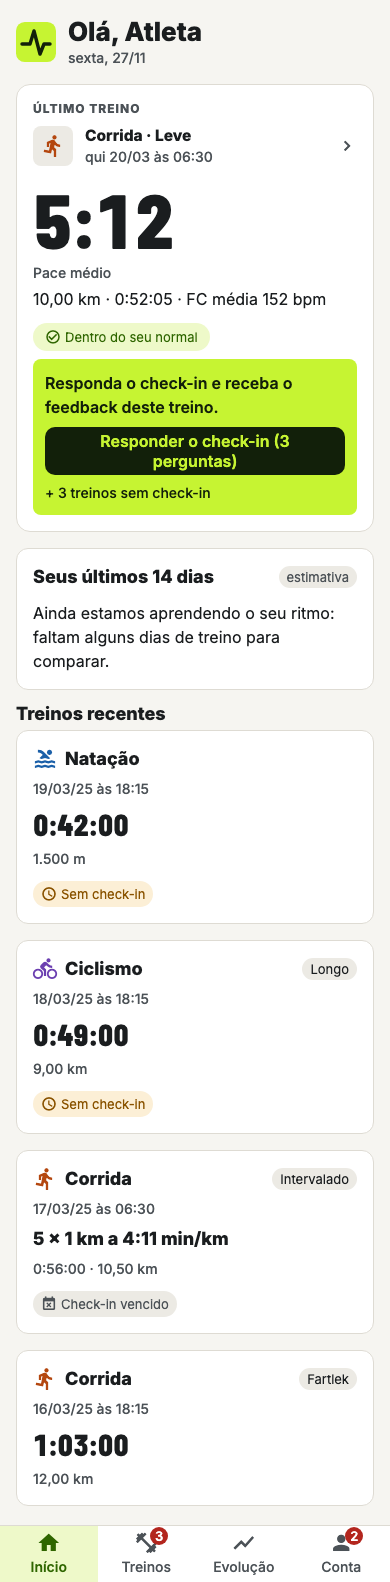 Olá, Atleta
sexta, 27/11
ÚLTIMO TREINO
Corrida · Leve
qui 20/03 às 06:30
5:12
Pace médio
10,00 km · 0:52:05 · FC média 152 bpm
Dentro do seu normal
Responda o check-in e receba o
feedback deste treino.
Responder o check-in (3
perguntas)
+ 3 treinos sem check-in
Seus últimos 14 dias
estimativa
Ainda estamos aprendendo o seu ritmo:
faltam alguns dias de treino para
comparar.
Treinos recentes
Natação
19/03/25 às 18:15
0:42:00
1.500 m
Sem check-in
Ciclismo
Longo
18/03/25 às 18:15
0:49:00
9,00 km
Sem check-in
Corrida
Intervalado
17/03/25 às 06:30
5 × 1 km a 4:11 min/km
0:56:00 · 10,50 km
Check-in vencido
Corrida
Fartlek
16/03/25 às 18:15
1:03:00
12,00 km
3
2
Início
Treinos
Evolução
Conta